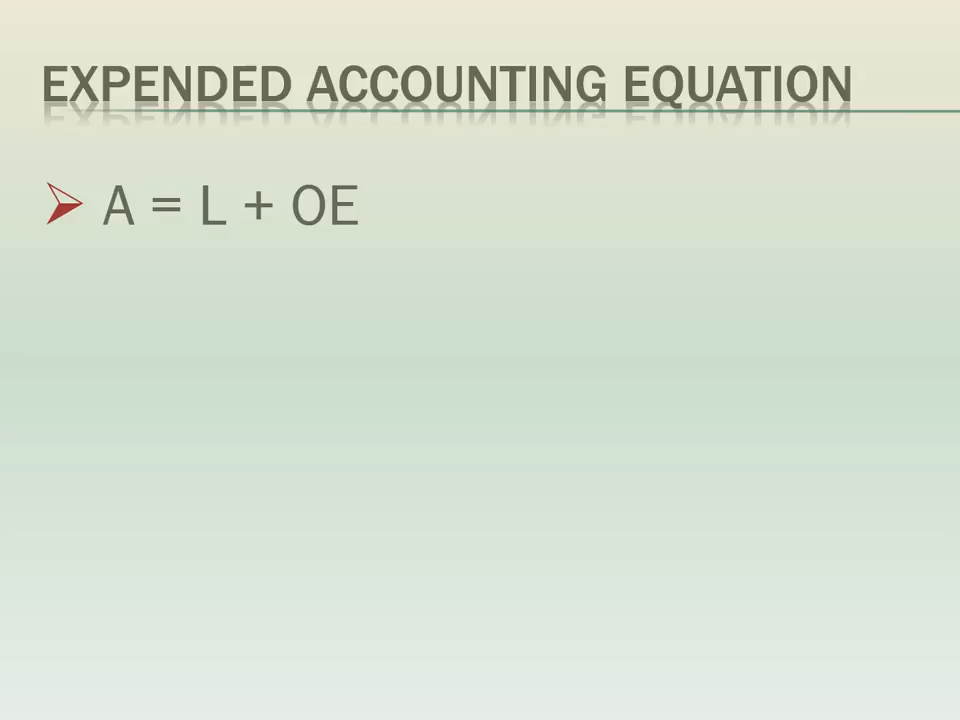 EXPENDED ACCOUNTING EQUATION
A = L + OE